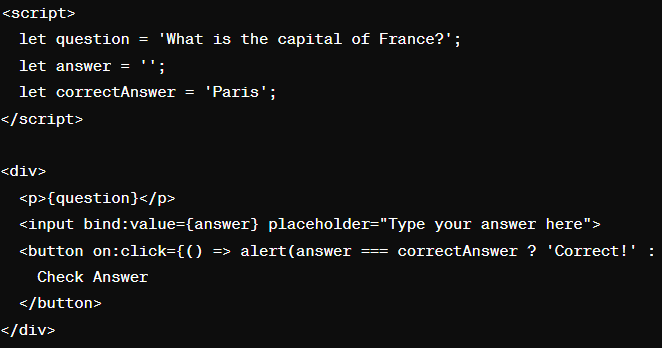 <script>
  let question = 'What is the capital of France?';
  let answer = '';
  let correctAnswer = 'Paris';
</script>

<div>
  <p>{question}</p>
  <input bind:value={answer} placeholder="Type your answer here">
  <button on:click={() => alert(answer === correctAnswer ? 'Correct!' :
    Check Answer
  </button>
</div>